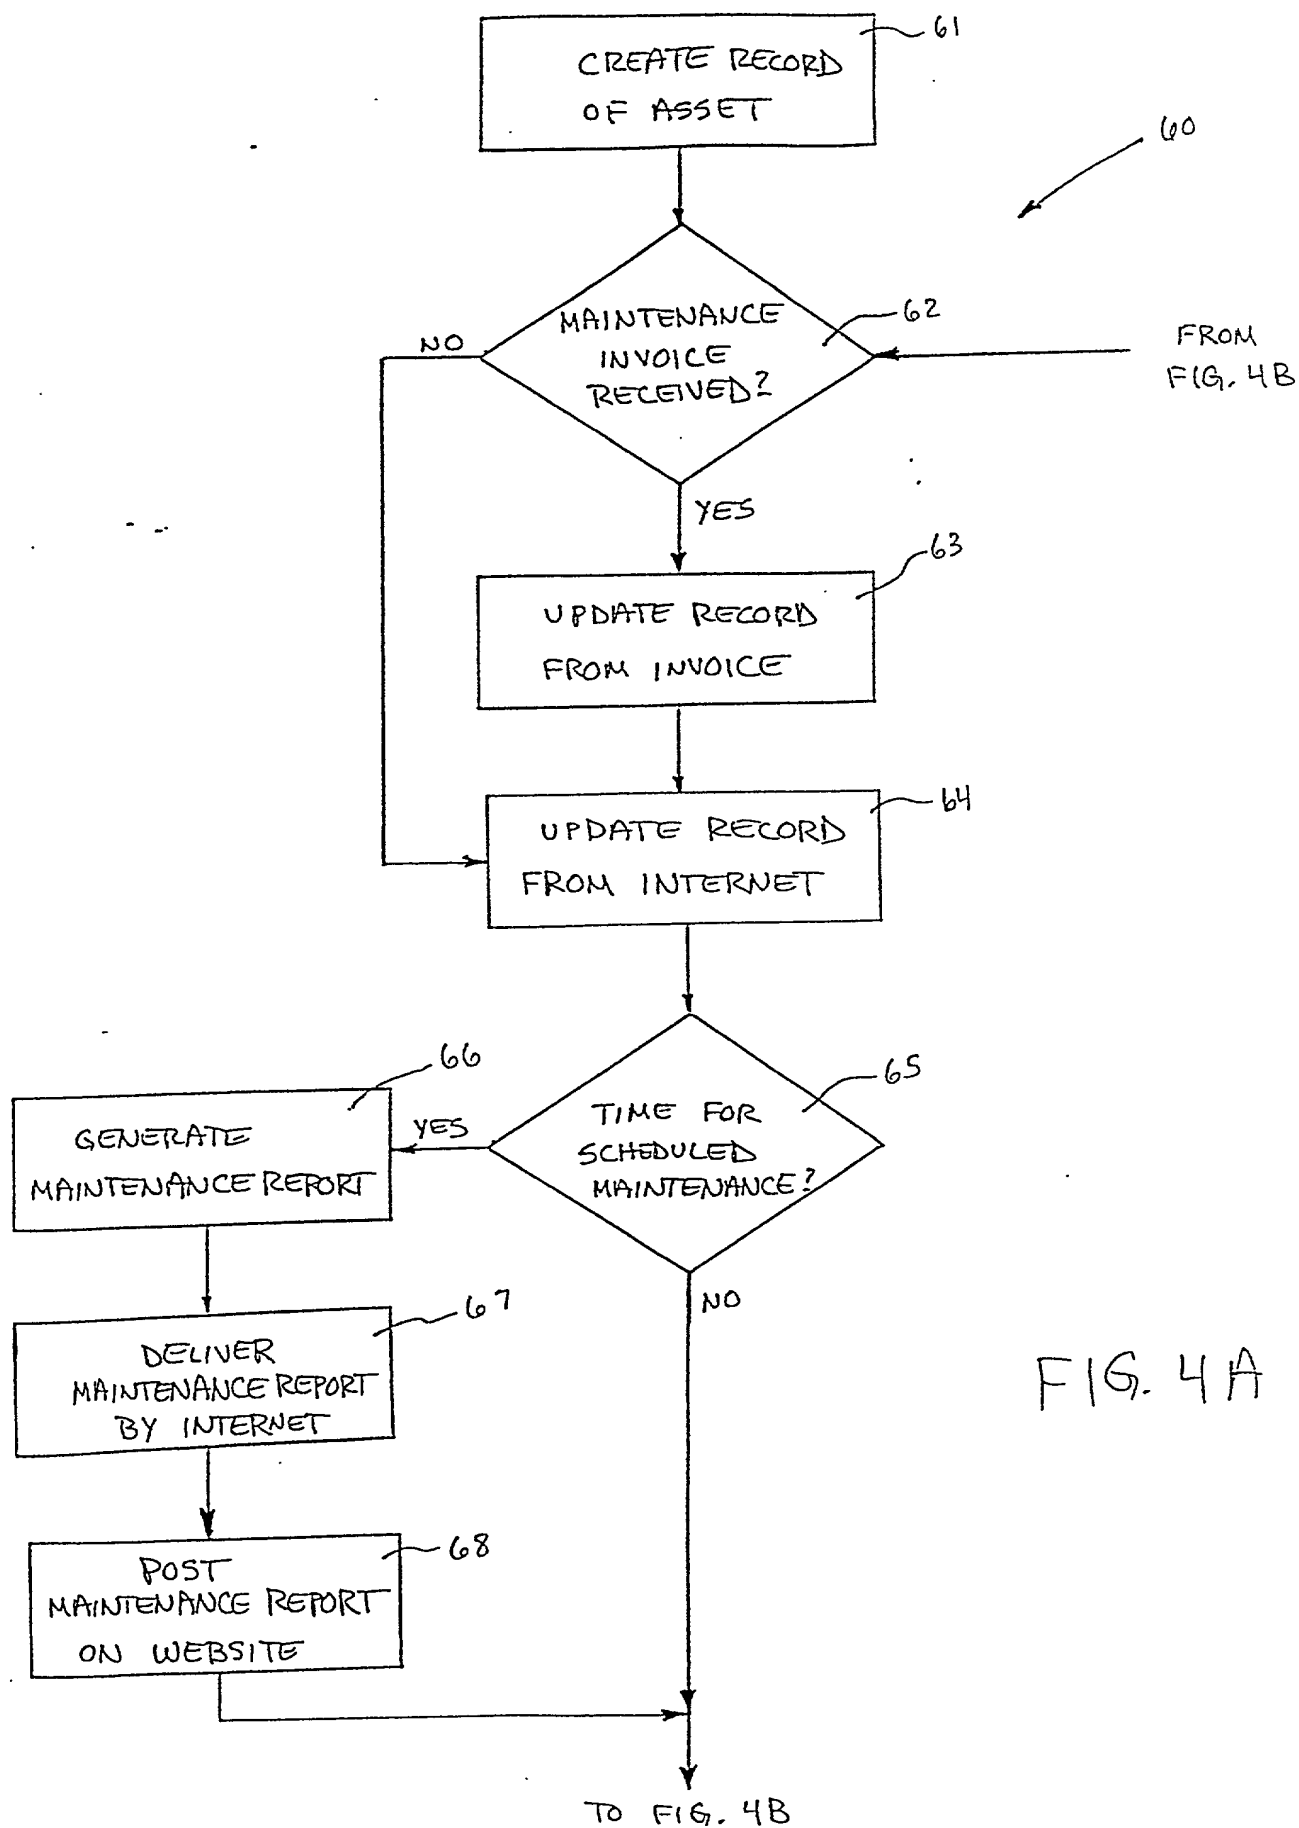 61
CREATE RECORD
OF ASSET
60
62
MAINTENANCE
INVOICE
RECEIVED?
NO
FROM
FIG. 4B
YES
63
UPDATE RECORD
FROM INVOICE
64
UPDATE RECORD
FROM INTERNET
65
TIME FOR
SCHEDULED
MAINTENANCE?
YES
66
GENERATE
MAINTENANCE REPORT
NO
67
DELIVER
MAINTENANCE REPORT
BY INTERNET
FIG. 4A
68
POST
MAINTENANCE REPORT
ON WEBSITE
TO FIG. 4B